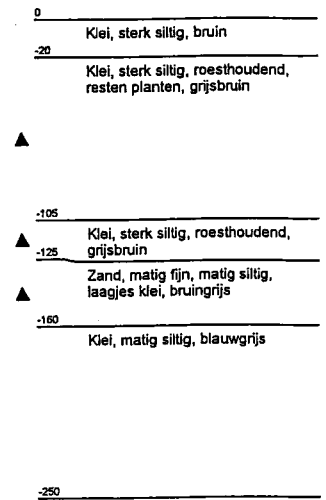 0
Klei, sterk siltig, bruin
-20
Klei, sterk siltig, roesthoudend,
resten planten, grijsbruin
-105
Klei, sterk siltig, roesthoudend,
grijsbruin
-125
Zand, matig fijn, matig siltig,
laagjes klei, bruingrijs
-160
Klei, matig siltig, blauwgrijs
-250